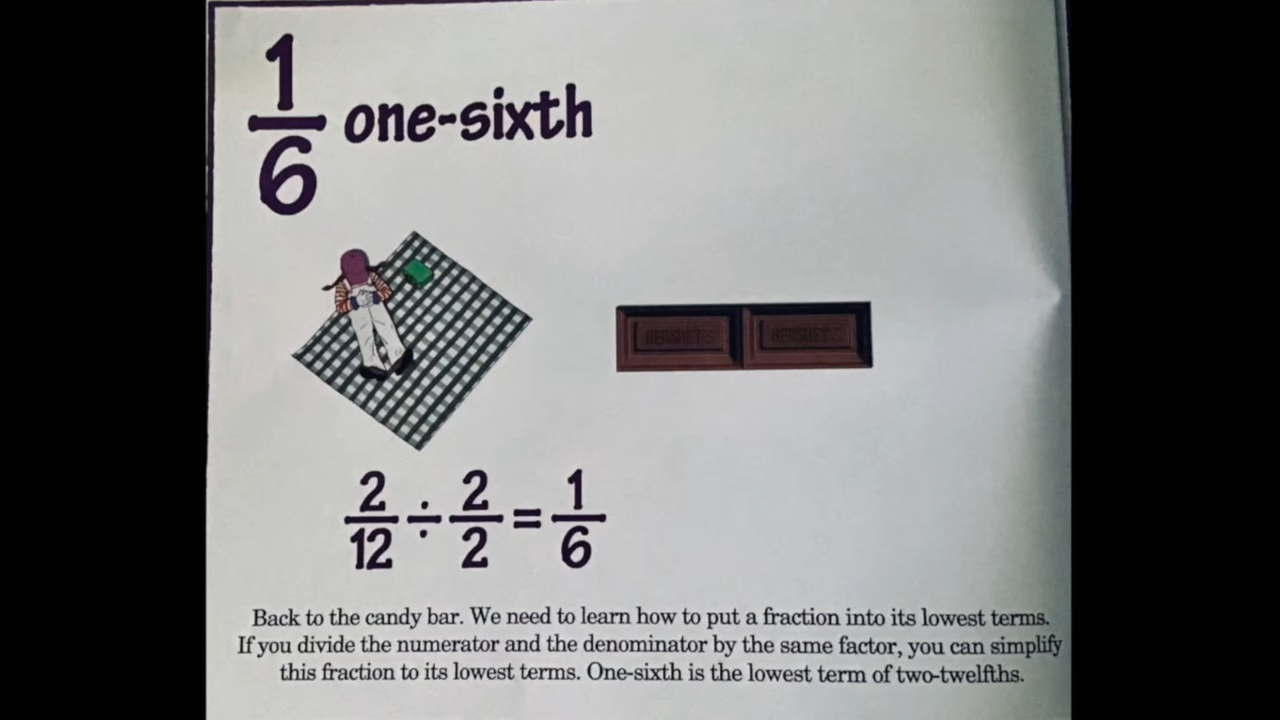 1/6 one-sixth
HERSHEY'S HERSHEY'S
2/12 ÷ 2/2 = 1/6
Back to the candy bar. We need to learn how to put a fraction into its lowest terms.
If you divide the numerator and the denominator by the same factor, you can simplify
this fraction to its lowest terms. One-sixth is the lowest term of two-twelfths.